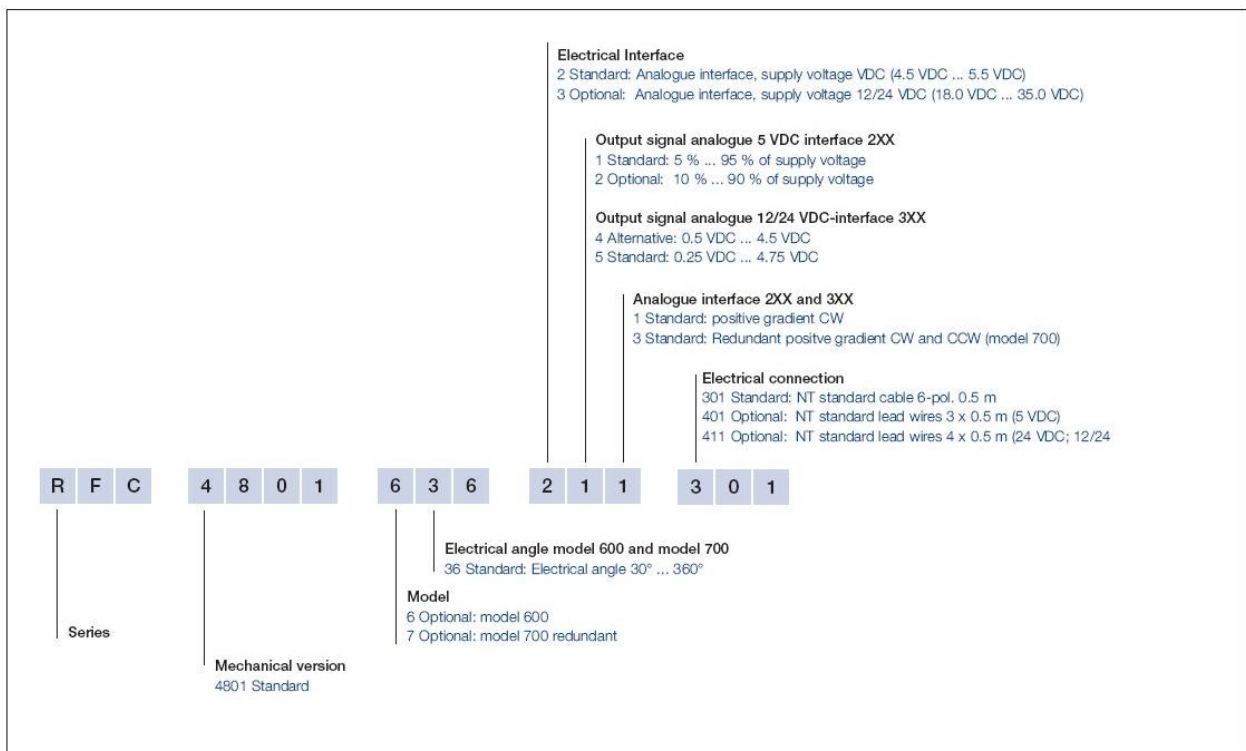 Electrical Interface
2 Standard: Analogue interface, supply voltage VDC (4.5 VDC ... 5.5 VDC)
3 Optional: Analogue interface, supply voltage 12/24 VDC (18.0 VDC ... 35.0 VDC)
Output signal analogue 5 VDC interface 2XX
1 Standard: 5 % ... 95 % of supply voltage
2 Optional: 10 % ... 90 % of supply voltage
Output signal analogue 12/24 VDC-interface 3XX
4 Alternative: 0.5 VDC ... 4.5 VDC
5 Standard: 0.25 VDC ... 4.75 VDC
Analogue interface 2XX and 3XX
1 Standard: positive gradient CW
3 Standard: Redundant positve gradient CW and CCW (model 700)
Electrical connection
301 Standard: NT standard cable 6-pol. 0.5 m
401 Optional: NT standard lead wires 3 x 0.5 m (5 VDC)
411 Optional: NT standard lead wires 4 x 0.5 m (24 VDC; 12/24
R F C 4 8 0 1 6 3 6 2 1 1 3 0 1
Electrical angle model 600 and model 700
36 Standard: Electrical angle 30° ... 360°
Model
6 Optional: model 600
7 Optional: model 700 redundant
Series
Mechanical version
4801 Standard